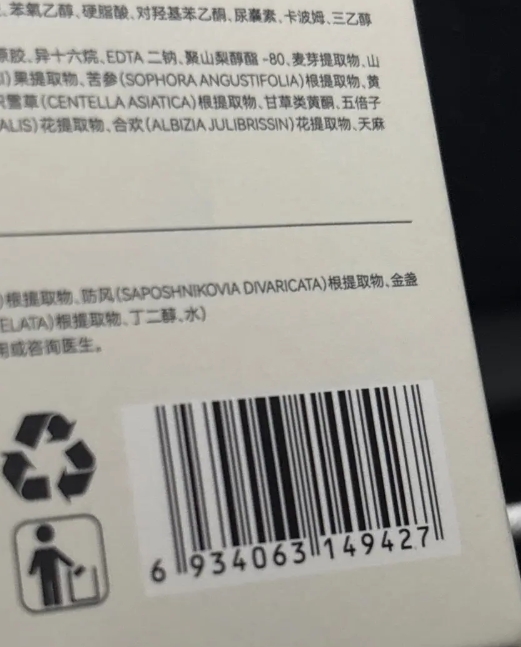 、苯氧乙醇、硬脂酸、对羟基苯乙酮、尿囊素、卡波姆、三乙醇
原胶、异十六烷、EDTA 二钠、聚山梨醇酯 -80、麦芽提取物、山
)果提取物、苦参(SOPHORA ANGUSTIFOLIA)根提取物、黄
雪草(CENTELLA ASIATICA)根提取物、甘草类黄酮、五倍子
ALIS)花提取物、合欢(ALBIZIA JULIBRISSIN)花提取物、天麻
)根提取物、防风(SAPOSHNIKOVIA DIVARICATA)根提取物、金盏
ELATA)根提取物、丁二醇、水)
用或咨询医生。
6 934063 149427